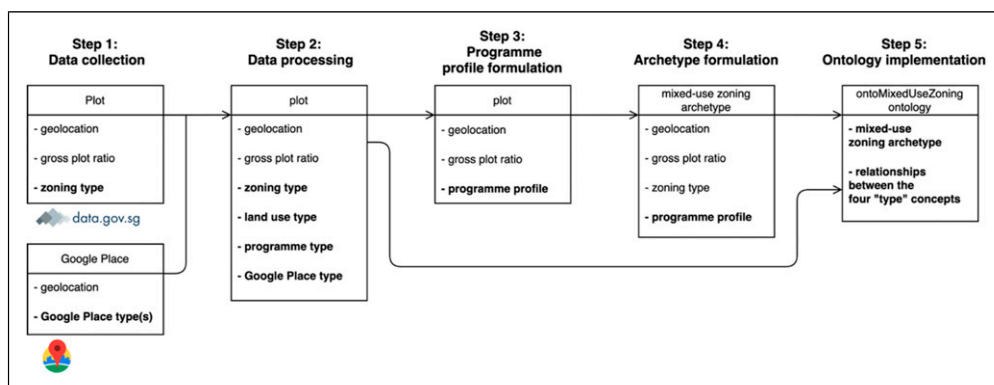 Step 1:
Data collection
Plot
- geolocation
- gross plot ratio
- zoning type
data.gov.sg
Google Place
- geolocation
- Google Place type(s)
Step 2:
Data processing
plot
- geolocation
- gross plot ratio
- zoning type
- land use type
- programme type
- Google Place type
Step 3:
Programme
profile formulation
plot
- geolocation
- gross plot ratio
- programme profile
Step 4:
Archetype formulation
mixed-use zoning
archetype
- geolocation
- gross plot ratio
- zoning type
- programme profile
Step 5:
Ontology implementation
ontoMixedUseZoning
ontology
- mixed-use
zoning archetype
- relationships
between the
four "type" concepts